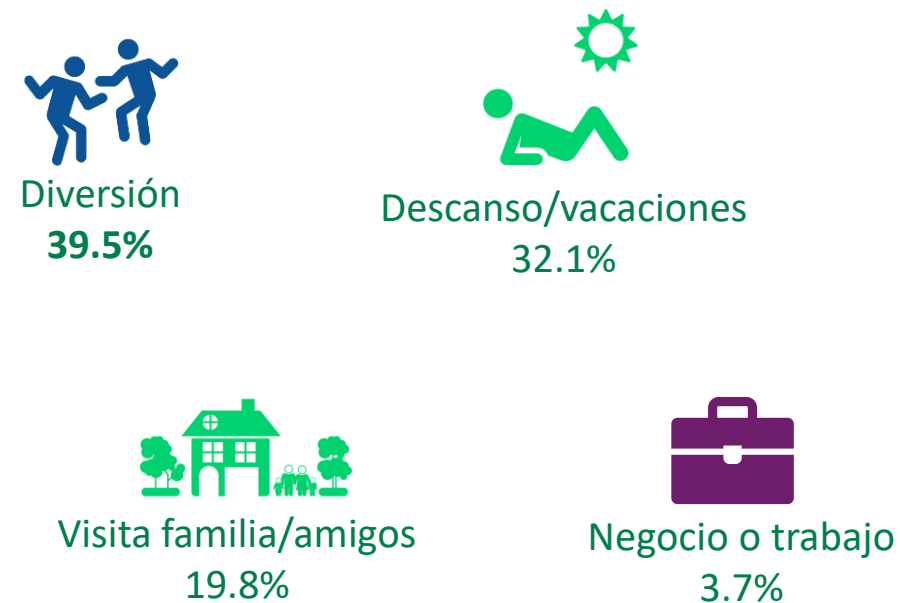 Diversión
39.5%
Descanso/vacaciones
32.1%
Visita familia/amigos
19.8%
Negocio o trabajo
3.7%